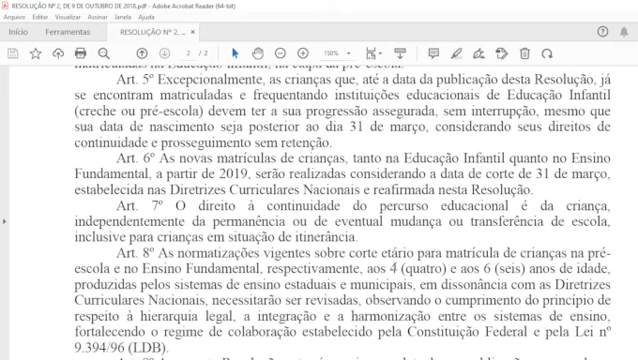 RESOLUÇÃO Nº 2, DE 9 DE OUTUBRO DE 2018.pdf - Adobe Acrobat Reader (64-bit)
Arquivo Editar Visualizar Assinar Janela Ajuda
Início Ferramentas RESOLUÇÃO Nº 2, ... ×
2 / 2 150%
matriculadas na Educação Infantil, na etapa da pré-escola.
Art. 5º Excepcionalmente, as crianças que, até a data da publicação desta Resolução, já
se encontram matriculadas e frequentando instituições educacionais de Educação Infantil
(creche ou pré-escola) devem ter a sua progressão assegurada, sem interrupção, mesmo que
sua data de nascimento seja posterior ao dia 31 de março, considerando seus direitos de
continuidade e prosseguimento sem retenção.
Art. 6º As novas matrículas de crianças, tanto na Educação Infantil quanto no Ensino
Fundamental, a partir de 2019, serão realizadas considerando a data de corte de 31 de março,
estabelecida nas Diretrizes Curriculares Nacionais e reafirmada nesta Resolução.
Art. 7º O direito à continuidade do percurso educacional é da criança,
independentemente da permanência ou de eventual mudança ou transferência de escola,
inclusive para crianças em situação de itinerância.
Art. 8º As normatizações vigentes sobre corte etário para matrícula de crianças na pré-
escola e no Ensino Fundamental, respectivamente, aos 4 (quatro) e aos 6 (seis) anos de idade,
produzidas pelos sistemas de ensino estaduais e municipais, em dissonância com as Diretrizes
Curriculares Nacionais, necessitarão ser revisadas, observando o cumprimento do princípio de
respeito à hierarquia legal, a integração e a harmonização entre os sistemas de ensino,
fortalecendo o regime de colaboração estabelecido pela Constituição Federal e pela Lei nº
9.394/96 (LDB).